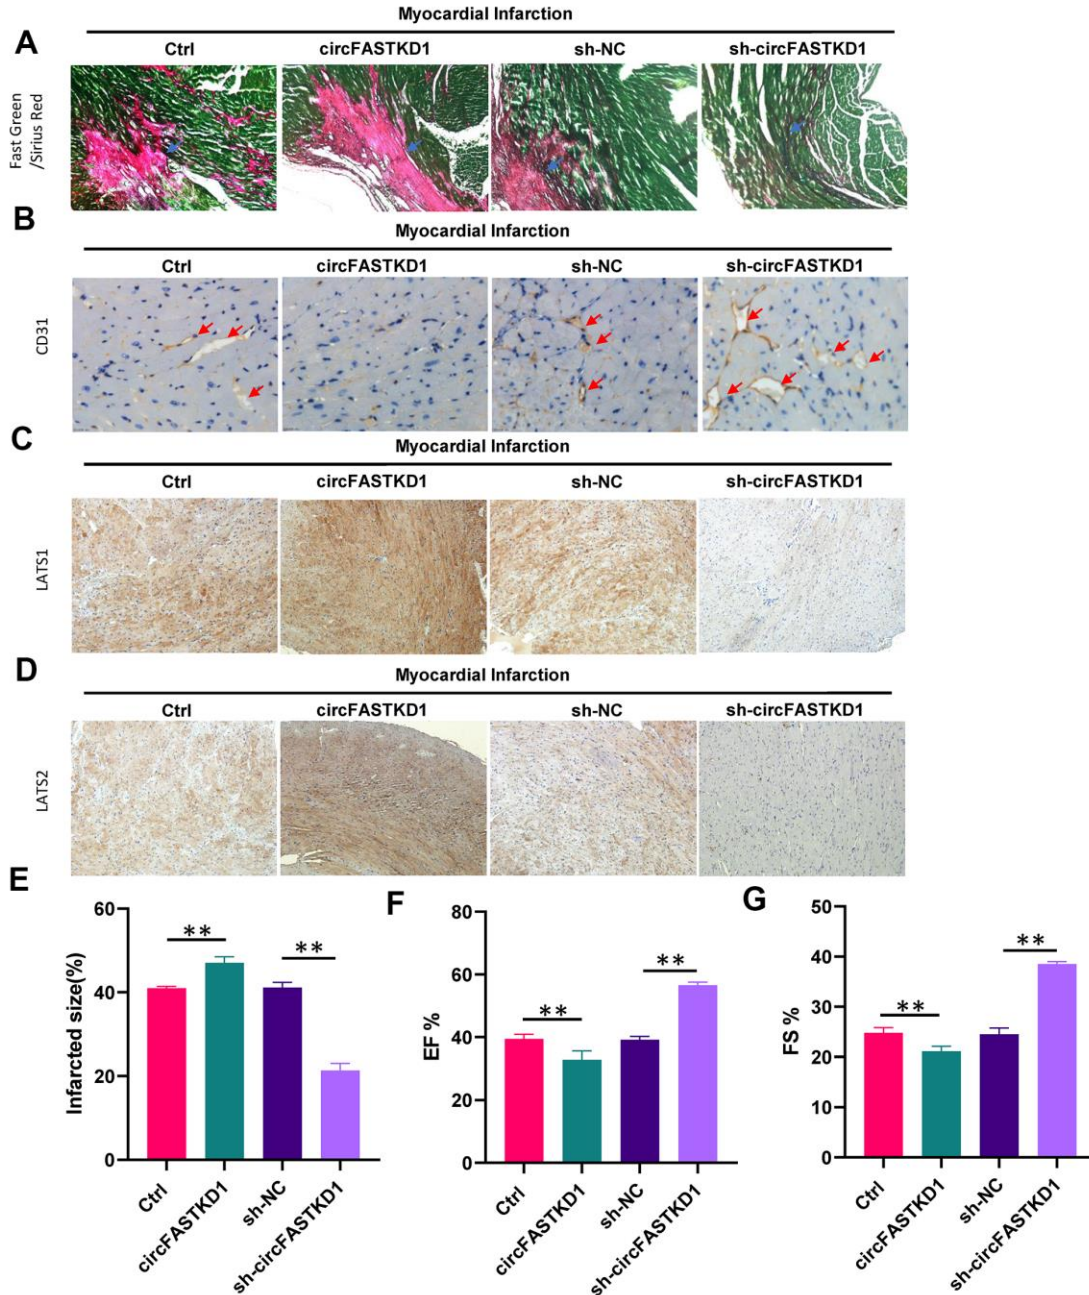 Myocardial Infarction
A
Ctrl circFASTKD1 sh-NC sh-circFASTKD1
Fast Green
/Sirius Red
B
Myocardial Infarction
Ctrl circFASTKD1 sh-NC sh-circFASTKD1
CD31
C
Myocardial Infarction
Ctrl circFASTKD1 sh-NC sh-circFASTKD1
LATS1
D
Myocardial Infarction
Ctrl circFASTKD1 sh-NC sh-circFASTKD1
LATS2
E
Infarcted size(%)
60
40
20
0
** **
Ctrl
circFASTKD1
sh-NC
sh-circFASTKD1
F
EF %
80
60
40
20
0
** **
Ctrl
circFASTKD1
sh-NC
sh-circFASTKD1
G
FS %
50
40
30
20
10
0
** **
Ctrl
circFASTKD1
sh-NC
sh-circFASTKD1